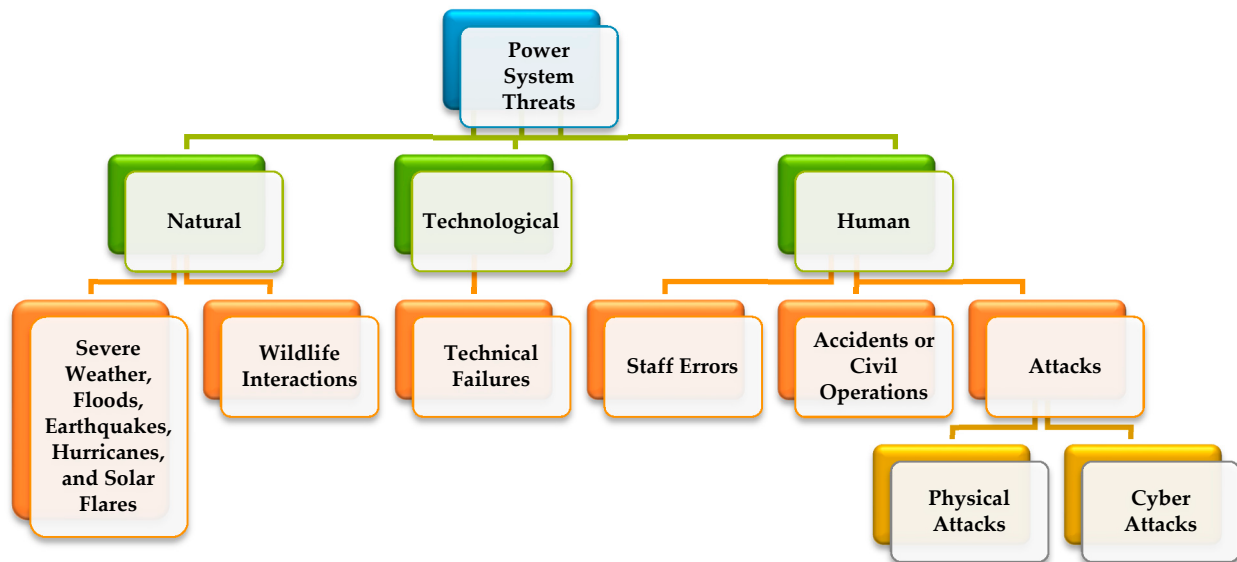 Power
System
Threats
Natural
Technological
Human
Severe
Weather,
Floods,
Earthquakes,
Hurricanes,
and Solar
Flares
Wildlife
Interactions
Technical
Failures
Staff Errors
Accidents or
Civil
Operations
Attacks
Physical
Attacks
Cyber
Attacks